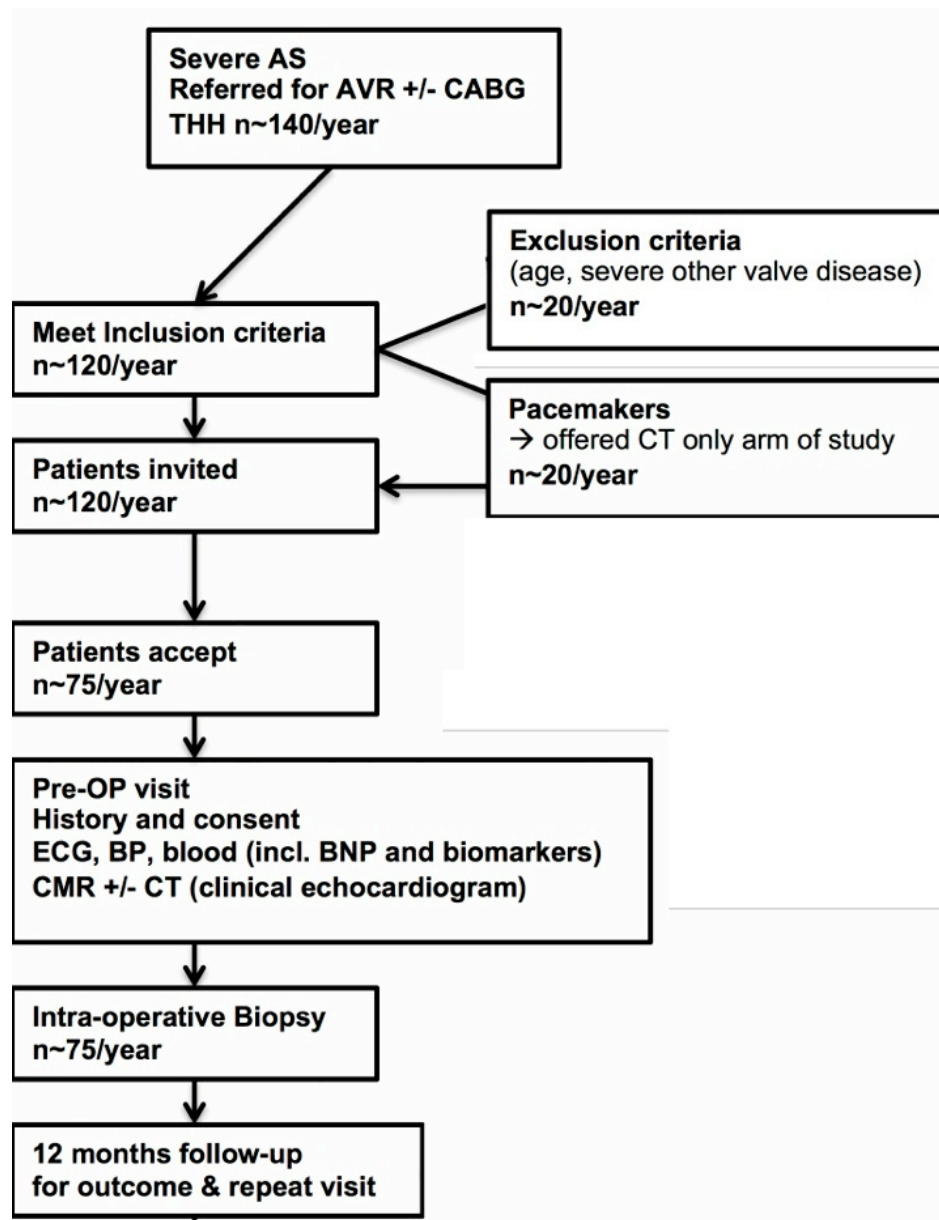 Severe AS
Referred for AVR +/- CABG
THH n~140/year
Exclusion criteria
(age, severe other valve disease)
n~20/year
Meet Inclusion criteria
n~120/year
Pacemakers
→ offered CT only arm of study
n~20/year
Patients invited
n~120/year
Patients accept
n~75/year
Pre-OP visit
History and consent
ECG, BP, blood (incl. BNP and biomarkers)
CMR +/- CT (clinical echocardiogram)
Intra-operative Biopsy
n~75/year
12 months follow-up
for outcome & repeat visit